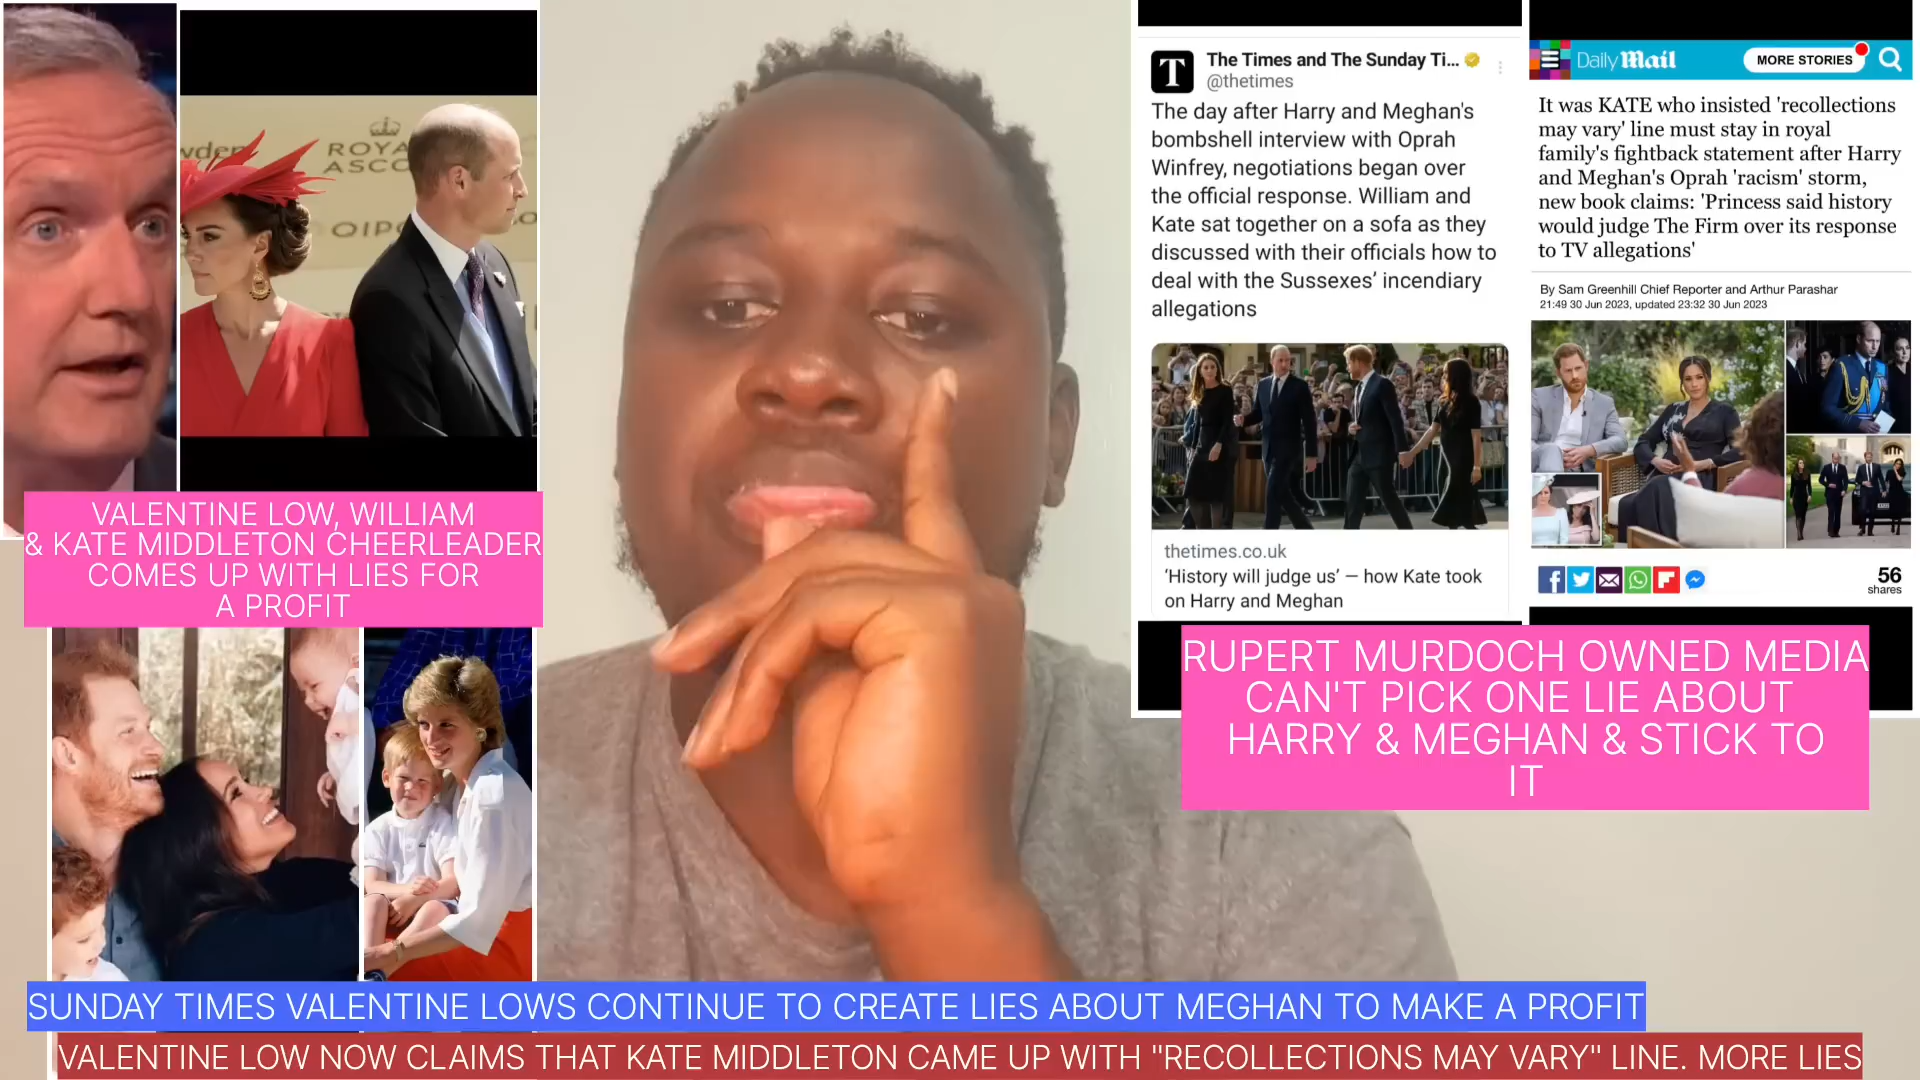 ROYA
ASCO
OIPC
VALENTINE LOW, WILLIAM
& KATE MIDDLETON CHEERLEADER
COMES UP WITH LIES FOR
A PROFIT
The Times and The Sunday Ti...
@thetimes
The day after Harry and Meghan's
bombshell interview with Oprah
Winfrey, negotiations began over
the official response. William and
Kate sat together on a sofa as they
discussed with their officials how to
deal with the Sussexes’ incendiary
allegations
thetimes.co.uk
‘History will judge us’ – how Kate took
on Harry and Meghan
Daily Mail
MORE STORIES
It was KATE who insisted 'recollections
may vary' line must stay in royal
family's fightback statement after Harry
and Meghan's Oprah 'racism' storm,
new book claims: 'Princess said history
would judge The Firm over its response
to TV allegations'
By Sam Greenhill Chief Reporter and Arthur Parashar
21:49 30 Jun 2023, updated 23:32 30 Jun 2023
56
shares
RUPERT MURDOCH OWNED MEDIA
CAN'T PICK ONE LIE ABOUT
HARRY & MEGHAN & STICK TO
IT
SUNDAY TIMES VALENTINE LOWS CONTINUE TO CREATE LIES ABOUT MEGHAN TO MAKE A PROFIT
VALENTINE LOW NOW CLAIMS THAT KATE MIDDLETON CAME UP WITH "RECOLLECTIONS MAY VARY" LINE. MORE LIES